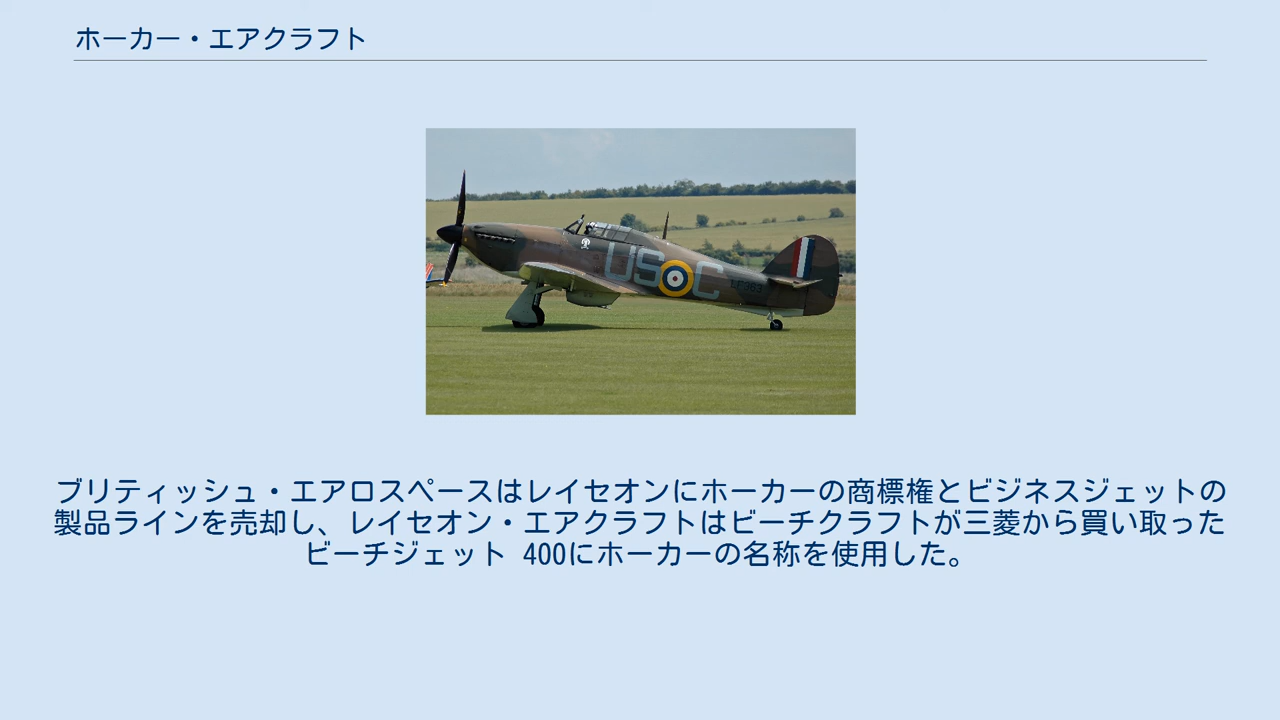 ホーカー・エアクラフト
US C
LF363
ブリティッシュ・エアロスペースはレイセオンにホーカーの商標権とビジネスジェットの
製品ラインを売却し、レイセオン・エアクラフトはビーチクラフトが三菱から買い取った
ビーチジェット 400にホーカーの名称を使用した。